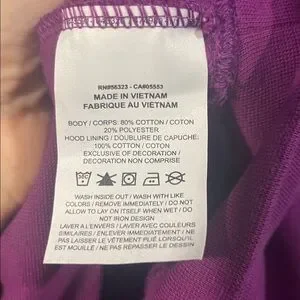 RN#56323 - CA#05553
MADE IN VIETNAM
FABRIQUE AU VIÊTNAM
BODY / CORPS: 80% COTTON / COTON
20% POLYESTER
HOOD LINING / DOUBLURE DE CAPUCHE:
100% COTTON / COTON
EXCLUSIVE OF DECORATION /
DECORATION NON COMPRISE
WASH INSIDE OUT / WASH WITH LIKE
COLORS / REMOVE IMMEDIATELY / DO NOT
ALLOW TO LAY ON ITSELF WHEN WET / DO
NOT IRON DESIGN
LAVER A L'ENVERS / LAVER AVEC COULEURS
SIMILAIRES / ENLEVER IMMEDIATEMENT / NE
PAS LAISSER LE VÊTEMENT PLIÉ LORSQU'IL
EST MOUILLÉ / NE PAS REPASSER LE DESSIN